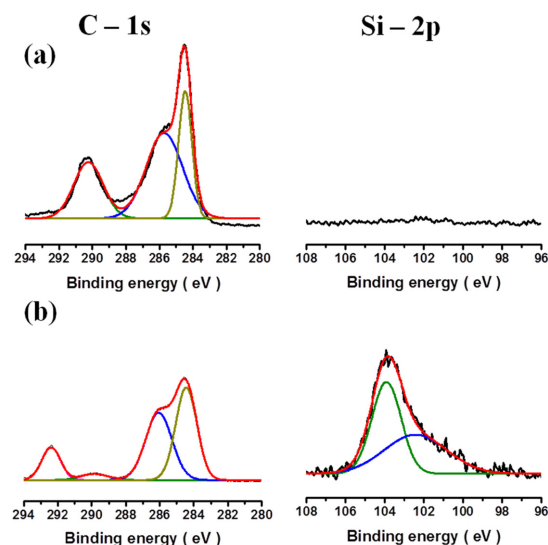 C – 1s
Si – 2p
(a)
294 292 290 288 286 284 282 280
108 106 104 102 100 98 96
Binding energy ( eV )
Binding energy ( eV )
(b)
294 292 290 288 286 284 282 280
108 106 104 102 100 98 96
Binding energy ( eV )
Binding energy ( eV )